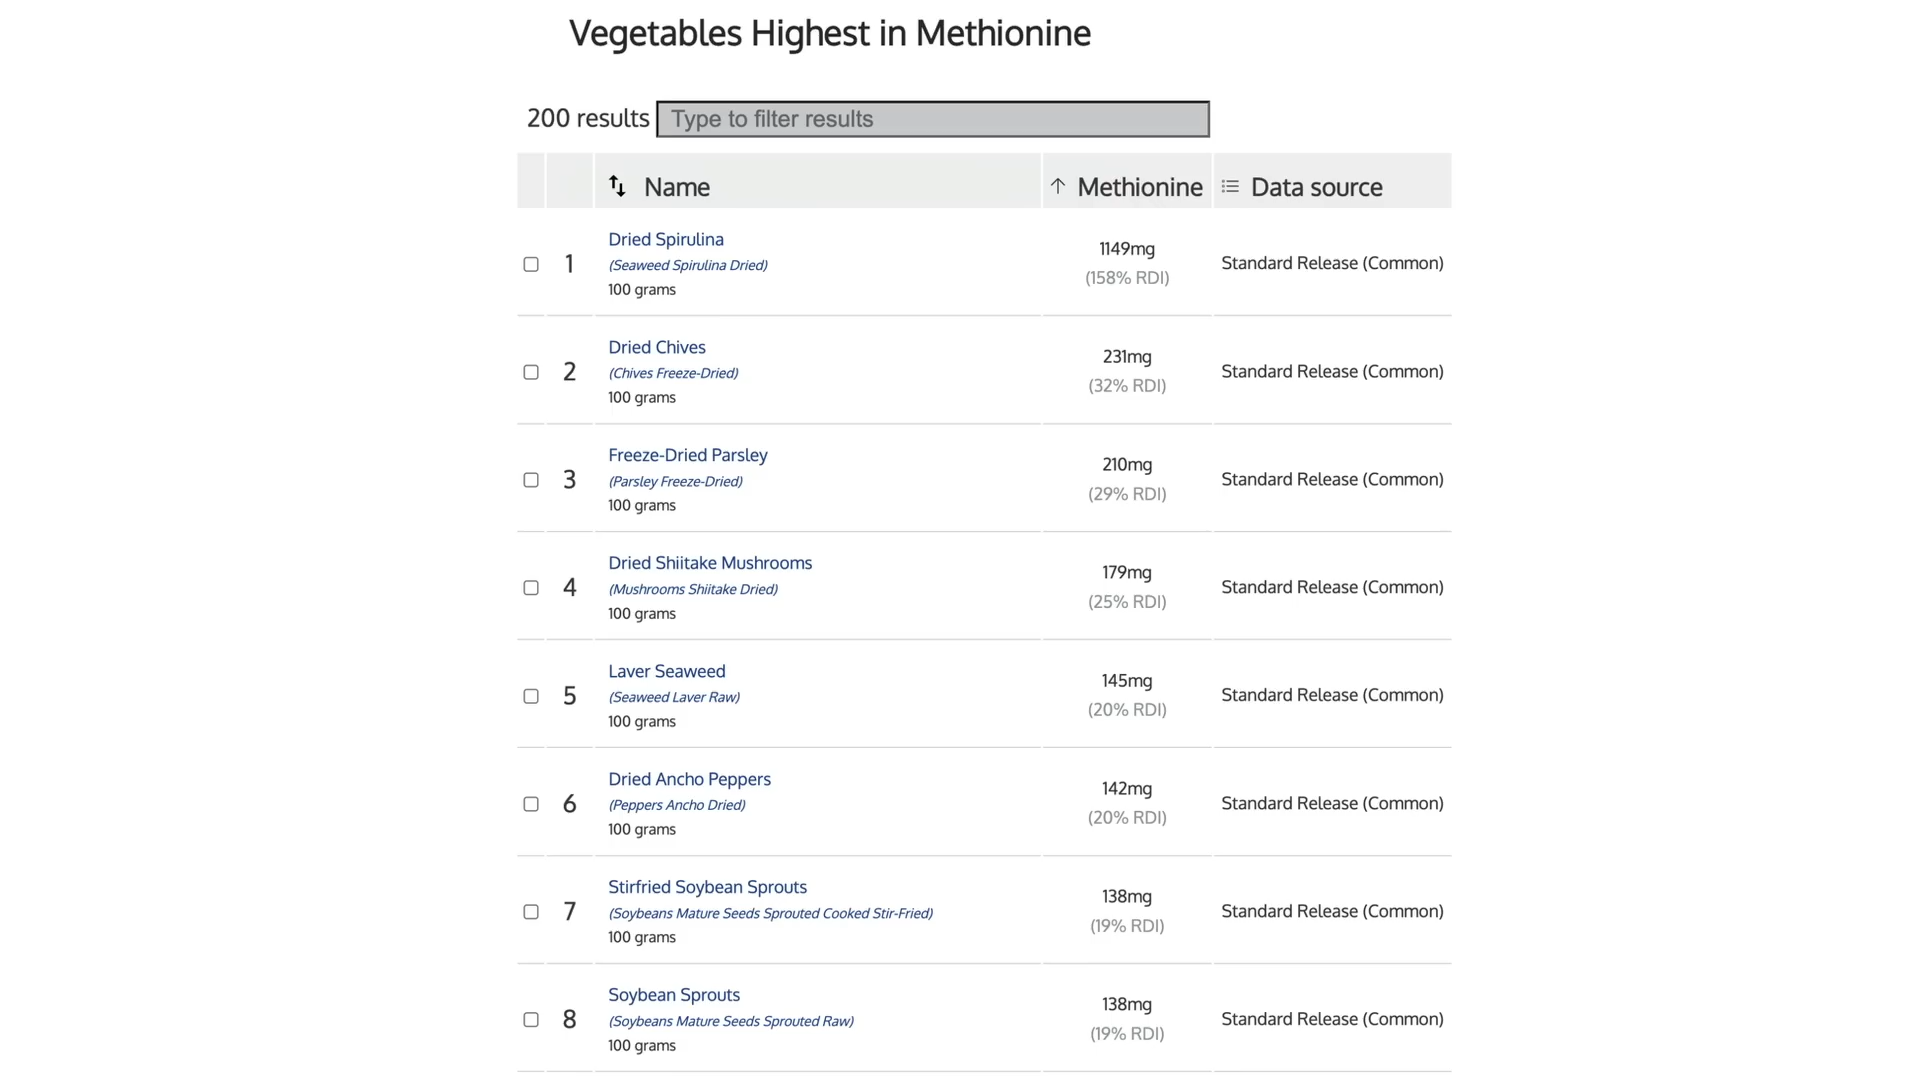 Vegetables Highest in Methionine
200 results Type to filter results
Name Methionine Data source
1 Dried Spirulina
(Seaweed Spirulina Dried)
100 grams
1149mg
(158% RDI)
Standard Release (Common)
2 Dried Chives
(Chives Freeze-Dried)
100 grams
231mg
(32% RDI)
Standard Release (Common)
3 Freeze-Dried Parsley
(Parsley Freeze-Dried)
100 grams
210mg
(29% RDI)
Standard Release (Common)
4 Dried Shiitake Mushrooms
(Mushrooms Shiitake Dried)
100 grams
179mg
(25% RDI)
Standard Release (Common)
5 Laver Seaweed
(Seaweed Laver Raw)
100 grams
145mg
(20% RDI)
Standard Release (Common)
6 Dried Ancho Peppers
(Peppers Ancho Dried)
100 grams
142mg
(20% RDI)
Standard Release (Common)
7 Stirfried Soybean Sprouts
(Soybeans Mature Seeds Sprouted Cooked Stir-Fried)
100 grams
138mg
(19% RDI)
Standard Release (Common)
8 Soybean Sprouts
(Soybeans Mature Seeds Sprouted Raw)
100 grams
138mg
(19% RDI)
Standard Release (Common)